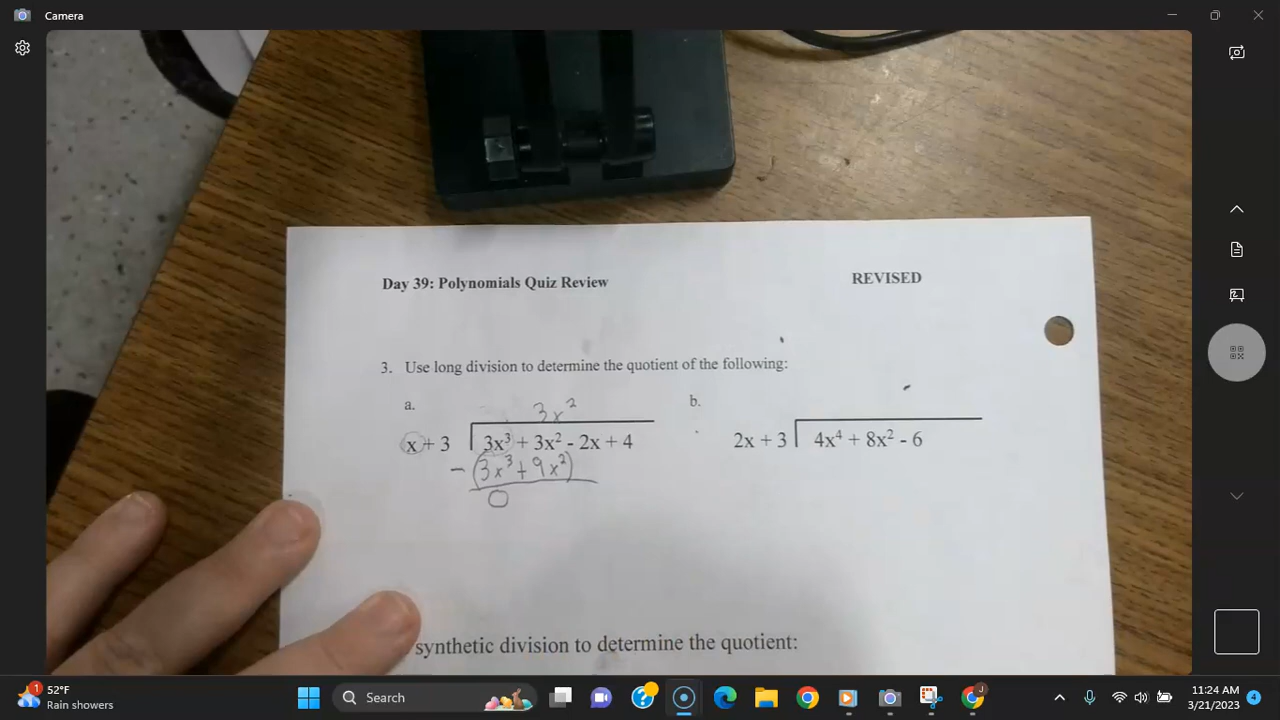 Camera
Day 39: Polynomials Quiz Review
REVISED
3. Use long division to determine the quotient of the following:
a.
3x²
x + 3 3x³ + 3x² - 2x + 4
- (3x³ + 9x²)
0
b.
2x + 3 4x⁴ + 8x² - 6
synthetic division to determine the quotient:
1
52°F
Rain showers
Search
J
11:24 AM
3/21/2023
4